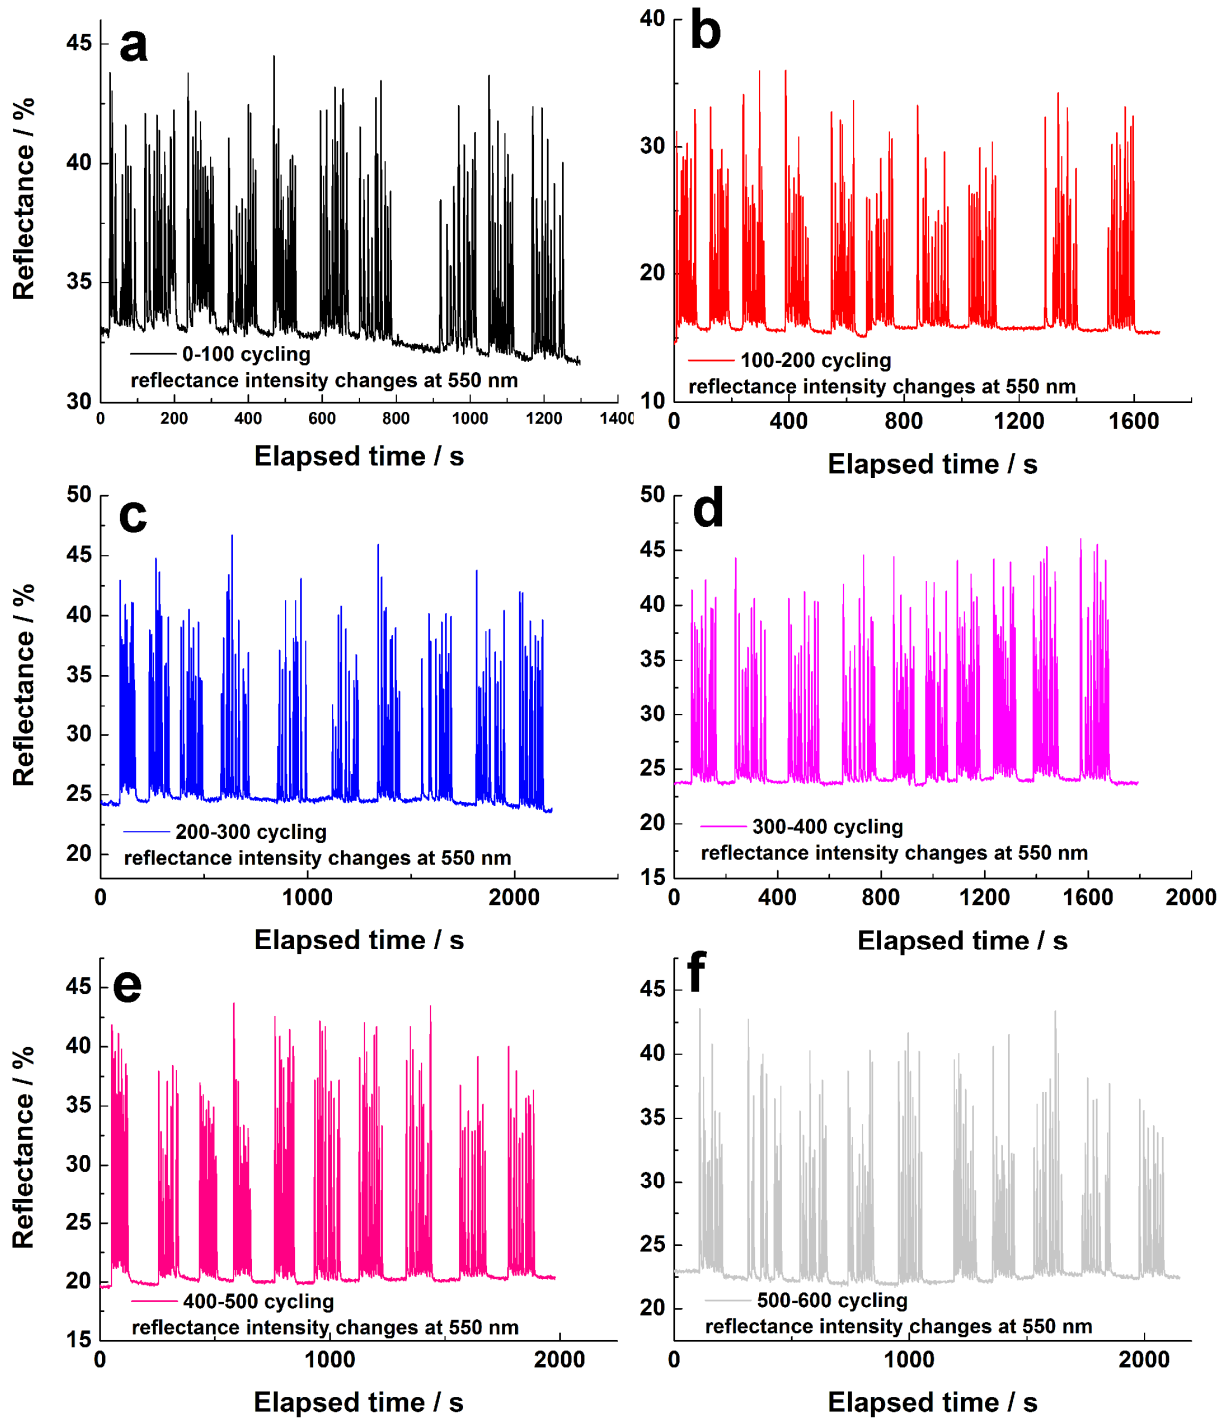 a
45
40
35
30
Reflectance / %
0-100 cycling
reflectance intensity changes at 550 nm
0 200 400 600 800 1000 1200 1400
Elapsed time / s
b
40
30
20
10
100-200 cycling
reflectance intensity changes at 550 nm
0 400 800 1200 1600
Elapsed time / s
c
50
45
40
35
30
25
20
Reflectance / %
200-300 cycling
reflectance intensity changes at 550 nm
0 1000 2000
Elapsed time / s
d
50
45
40
35
30
25
20
15
300-400 cycling
reflectance intensity changes at 550 nm
0 400 800 1200 1600 2000
Elapsed time / s
e
45
40
35
30
25
20
15
Reflectance / %
400-500 cycling
reflectance intensity changes at 550 nm
0 1000 2000
Elapsed time / s
f
45
40
35
30
25
20
500-600 cycling
reflectance intensity changes at 550 nm
0 1000 2000
Elapsed time / s